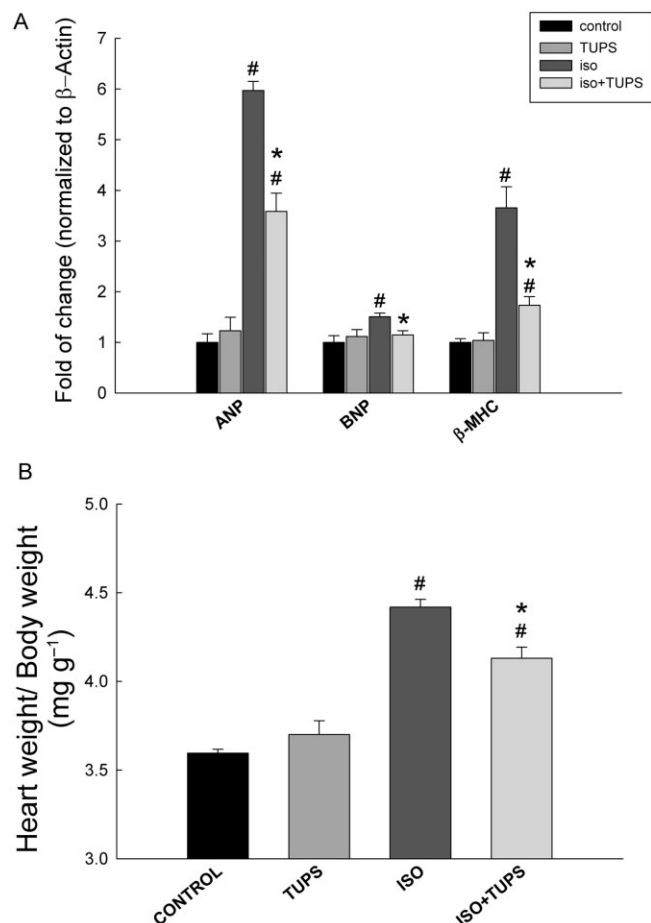 A
Fold of change (normalized to β–Actin)
7
6
5
4
3
2
1
0
control
TUPS
iso
iso+TUPS
#
*
#
#
*
#
*
#
ANP
BNP
β-MHC
B
Heart weight/ Body weight
(mg g⁻¹)
5.0
4.5
4.0
3.5
3.0
#
*
#
CONTROL
TUPS
ISO
ISO+TUPS